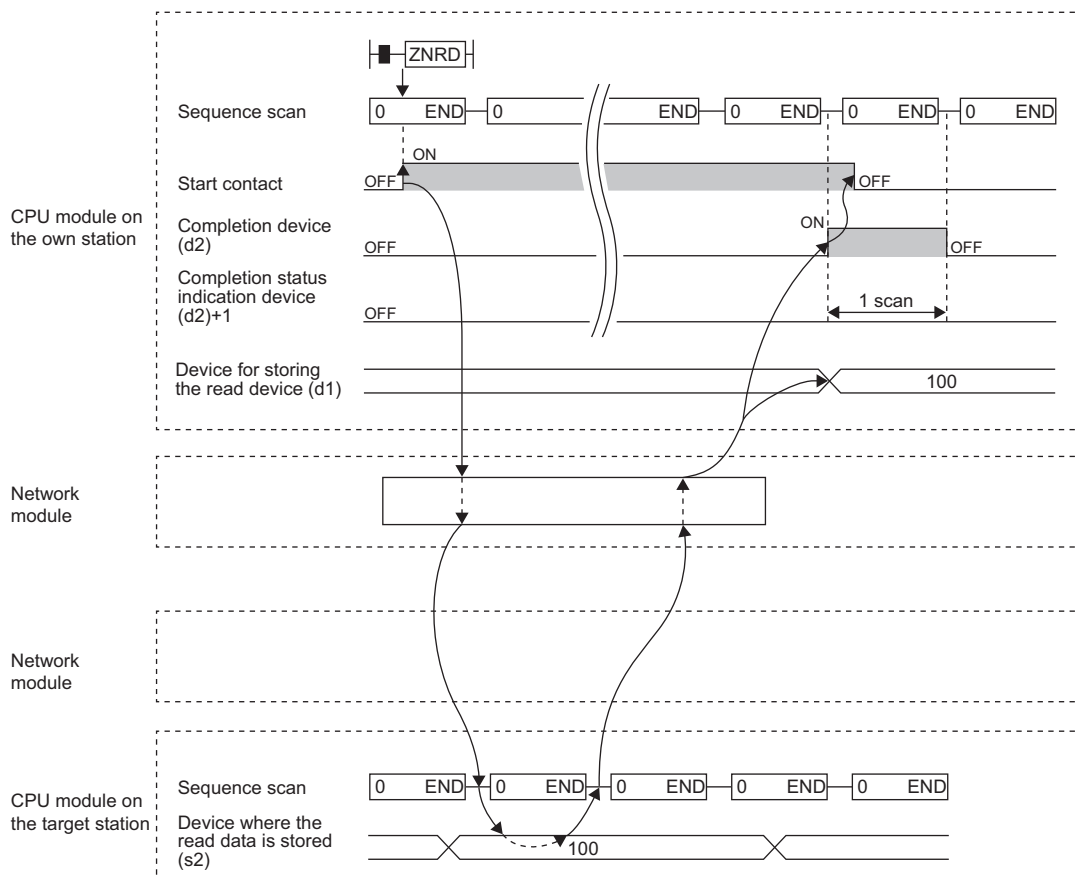 ZNRD
Sequence scan
0 END 0 END 0 END 0 END 0 END
ON
Start contact
OFF
OFF
CPU module on
the own station
Completion device
(d2)
ON
OFF
OFF
Completion status
indication device
(d2)+1
1 scan
OFF
Device for storing
the read device (d1)
100
Network
module
Network
module
CPU module on
the target station
Sequence scan
0 END 0 END 0 END 0 END 0 END
Device where the
read data is stored
(s2)
100